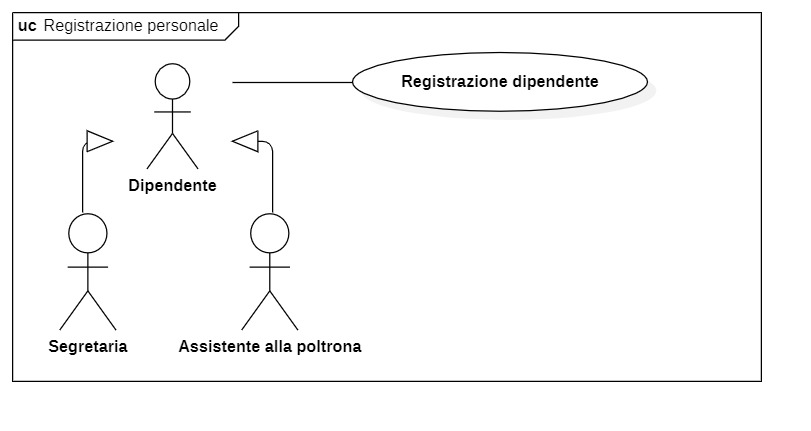 uc Registrazione personale
Registrazione dipendente
Dipendente
Segretaria
Assistente alla poltrona